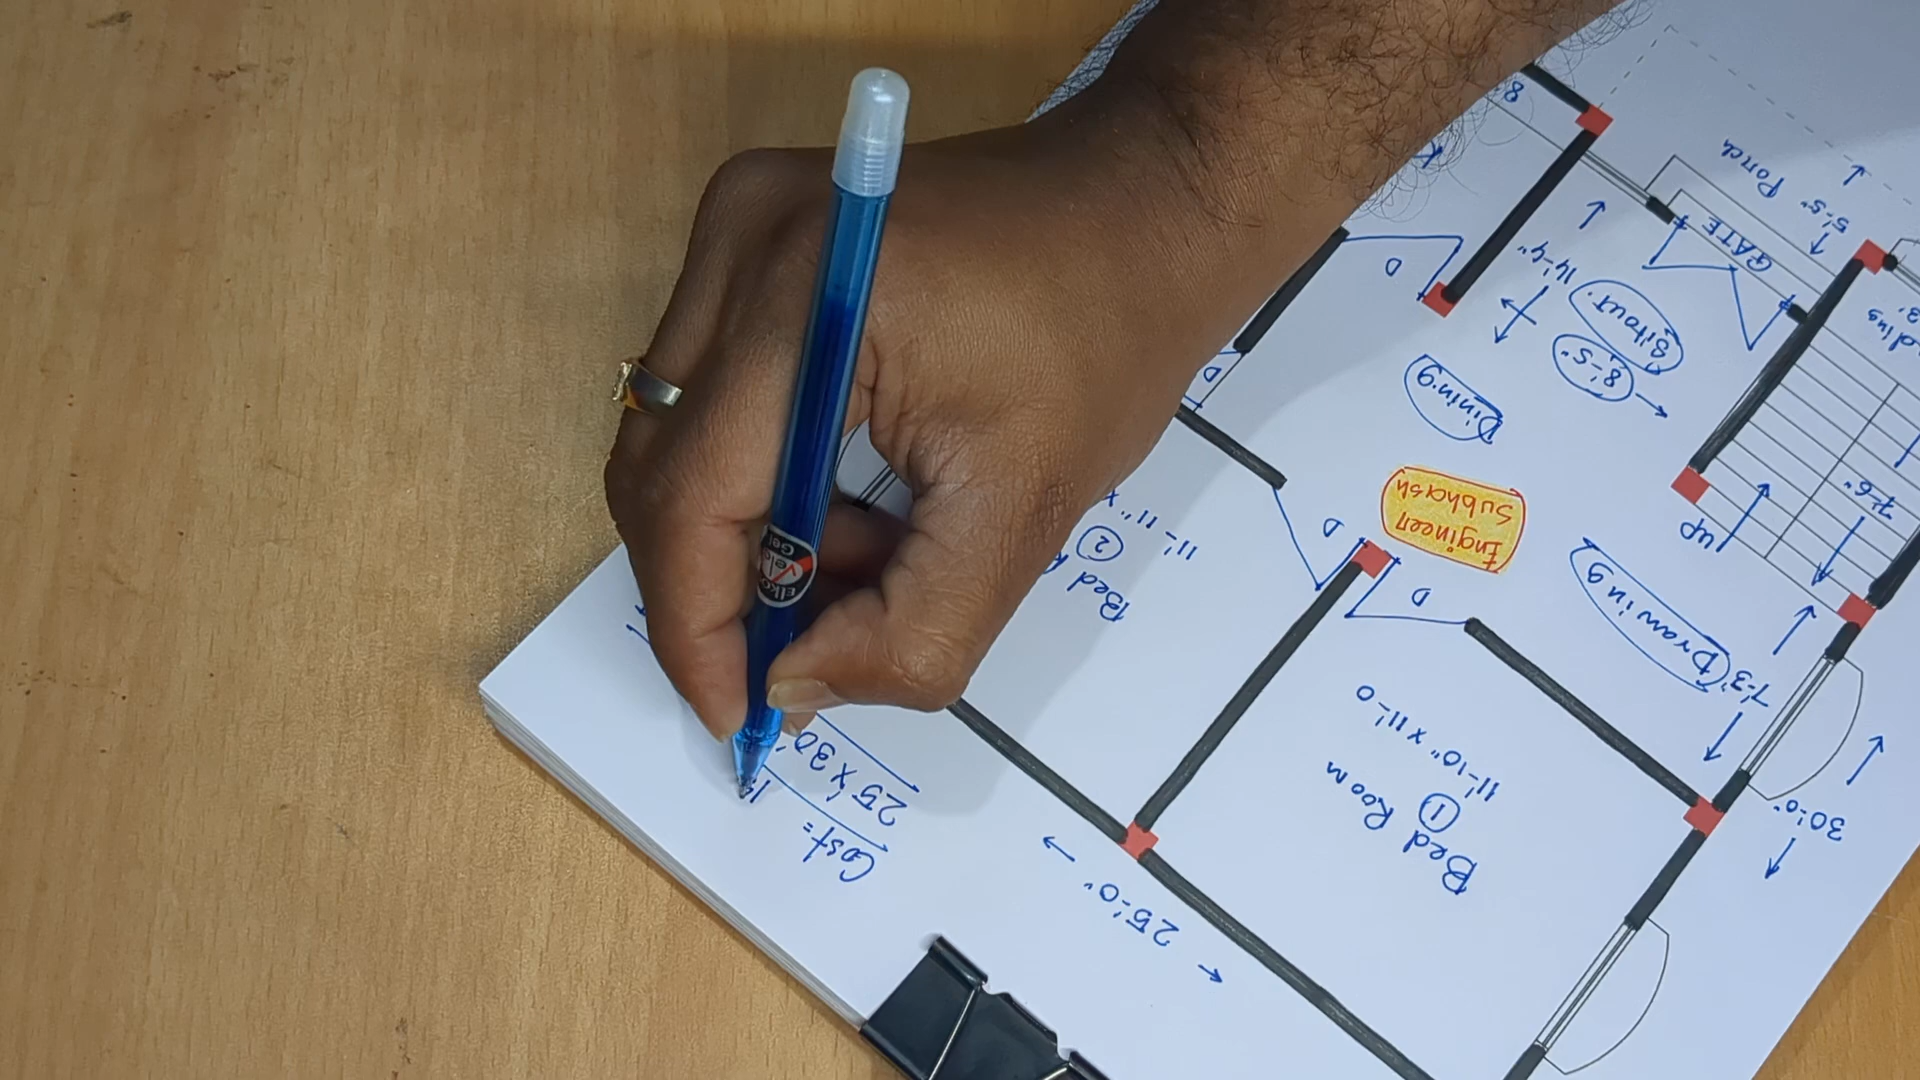 25' x 30'
Cost =
25'-0"
Bed Room
①
11'-10" x 11'-0
30'-0"
7'-3"
Drawing
Engineer
Subhash
D
D
②
11'-11" x
UP
7'-6"
Dining
8'-5"
Sitout
14'-4"
D
D
GATE
5'-5" Porch
Gel